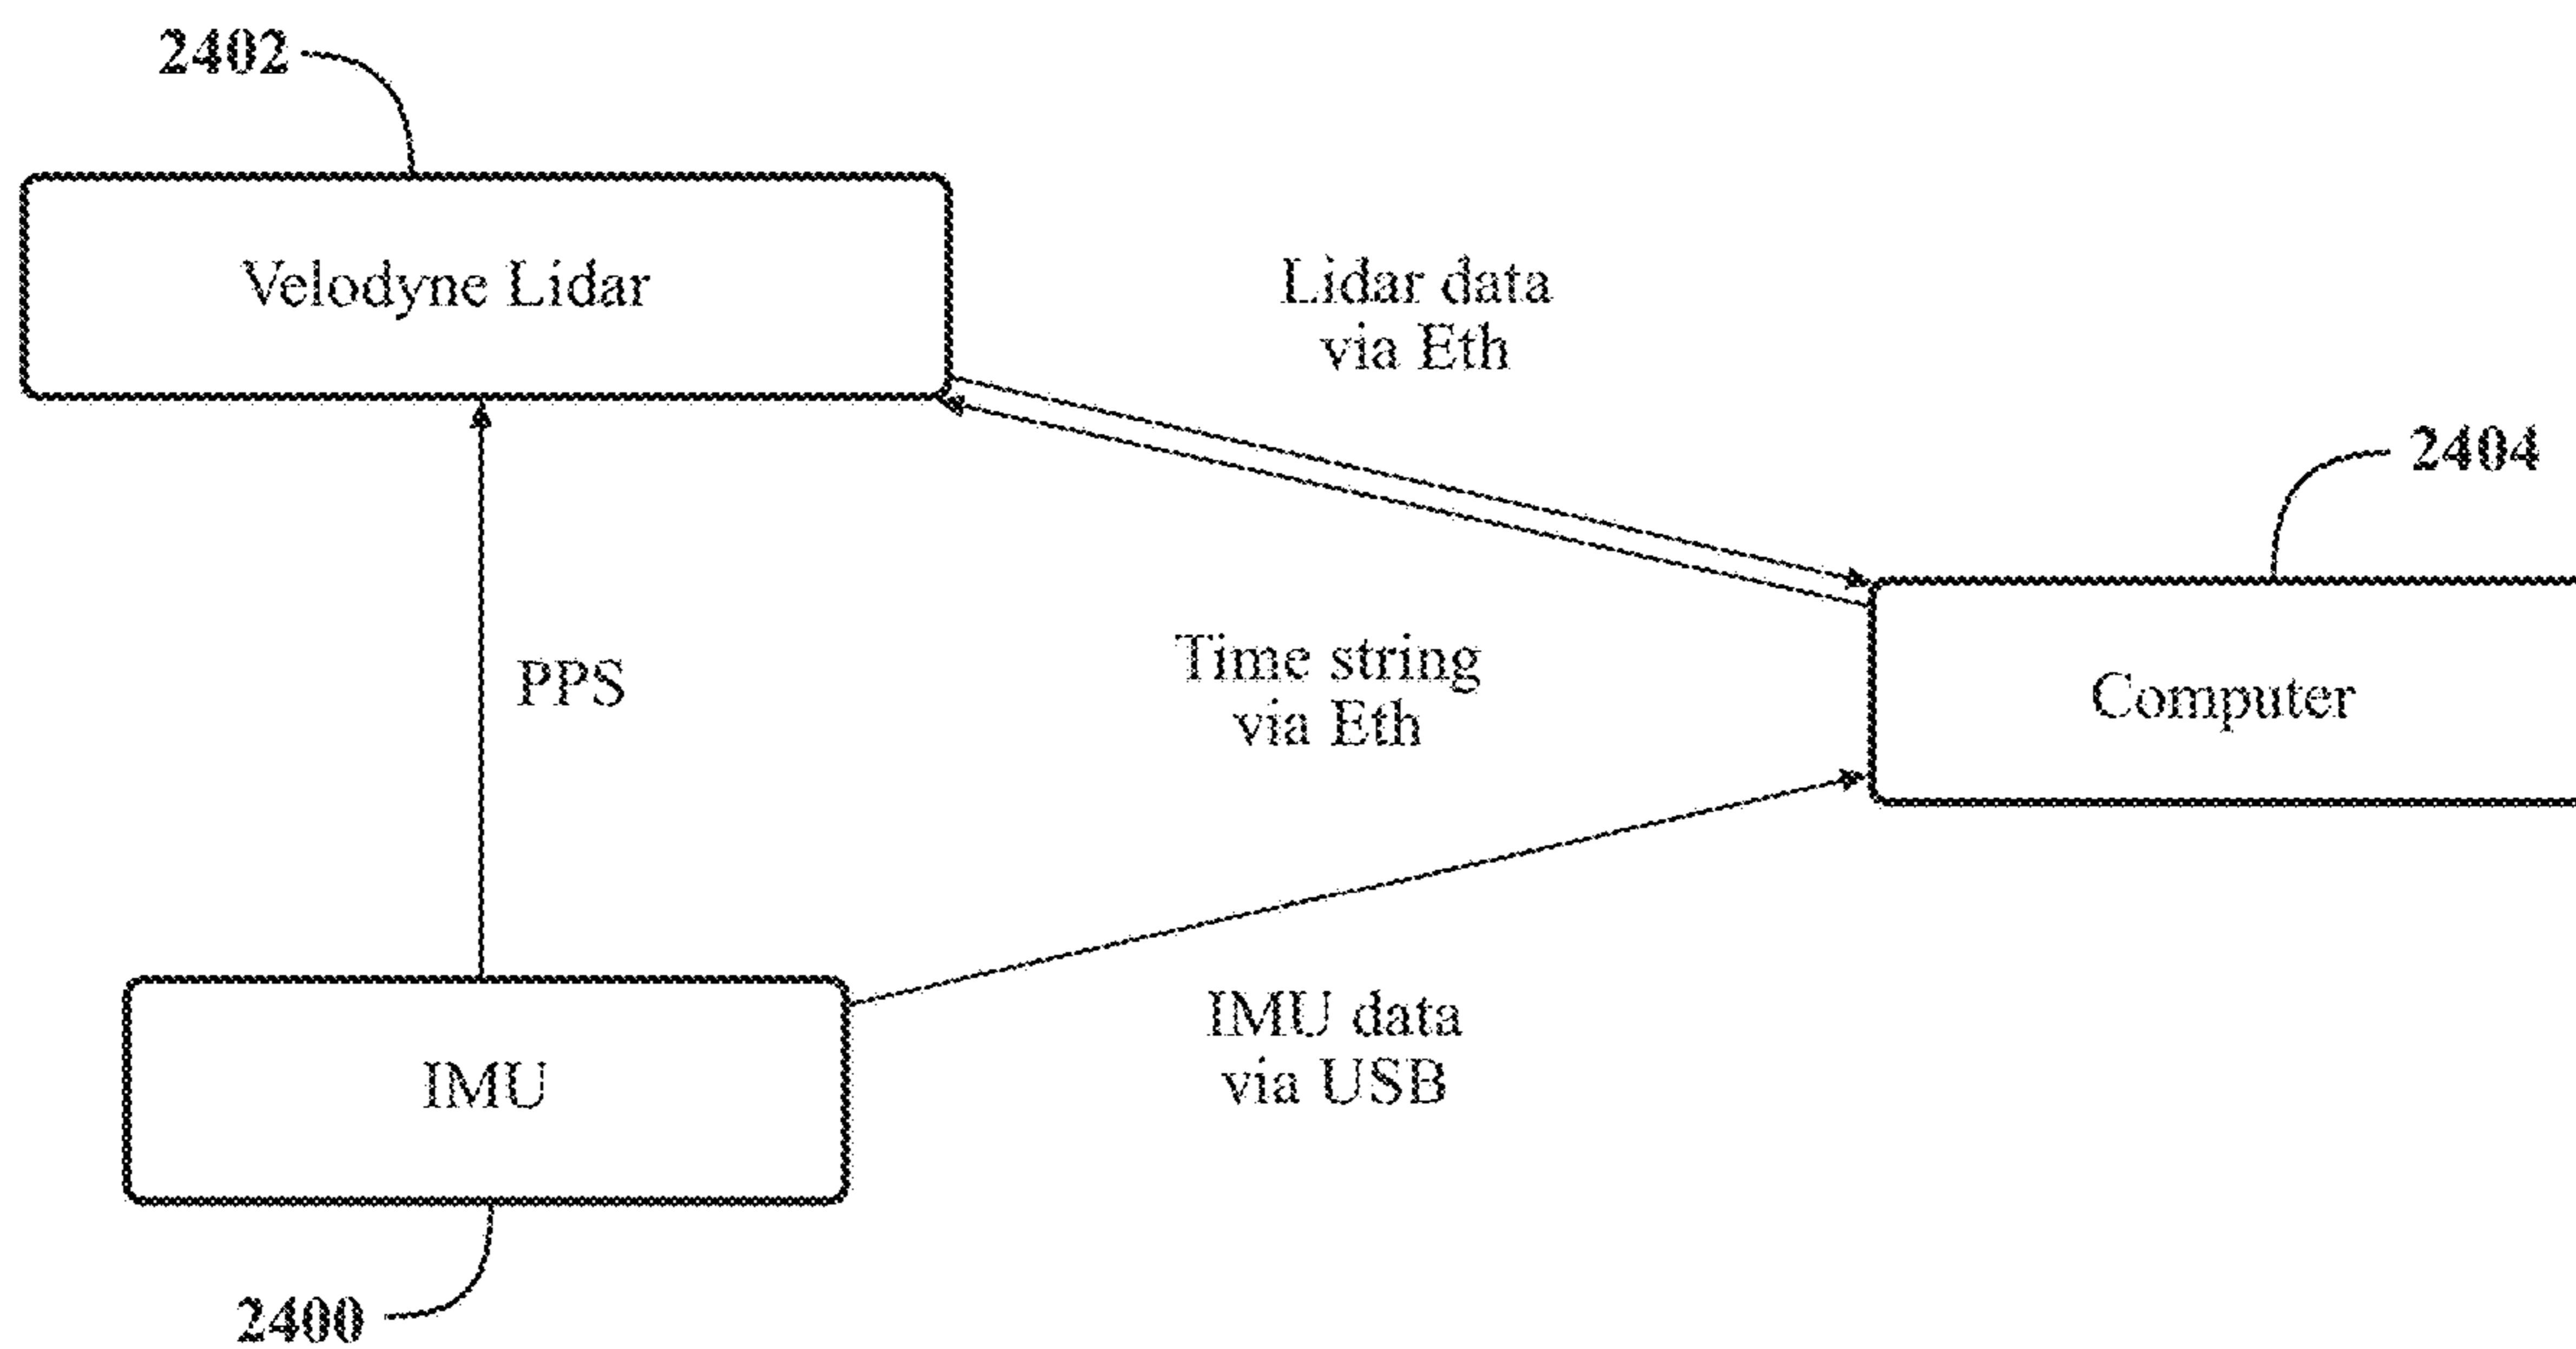 2402
Velodyne Lidar
Lidar data
via Eth
2404
Time string
via Eth
PPS
Computer
IMU data
via USB
IMU
2400